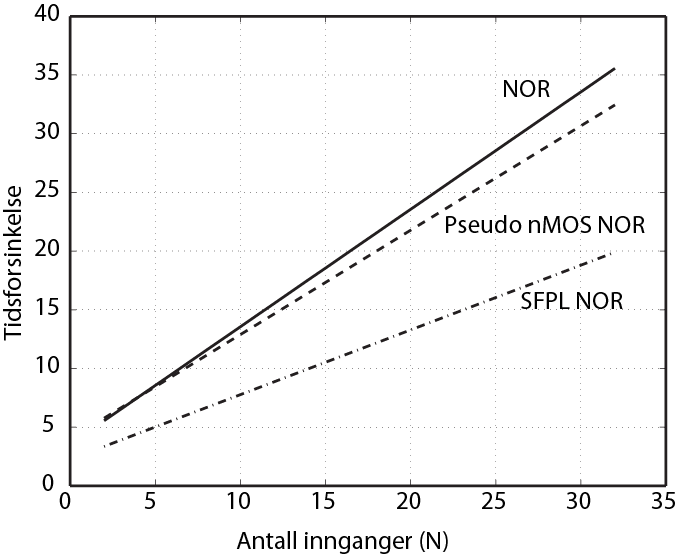 40
35
30
25
20
15
10
5
0
Tidsforsinkelse
NOR
Pseudo nMOS NOR
SFPL NOR
0 5 10 15 20 25 30 35
Antall innganger (N)